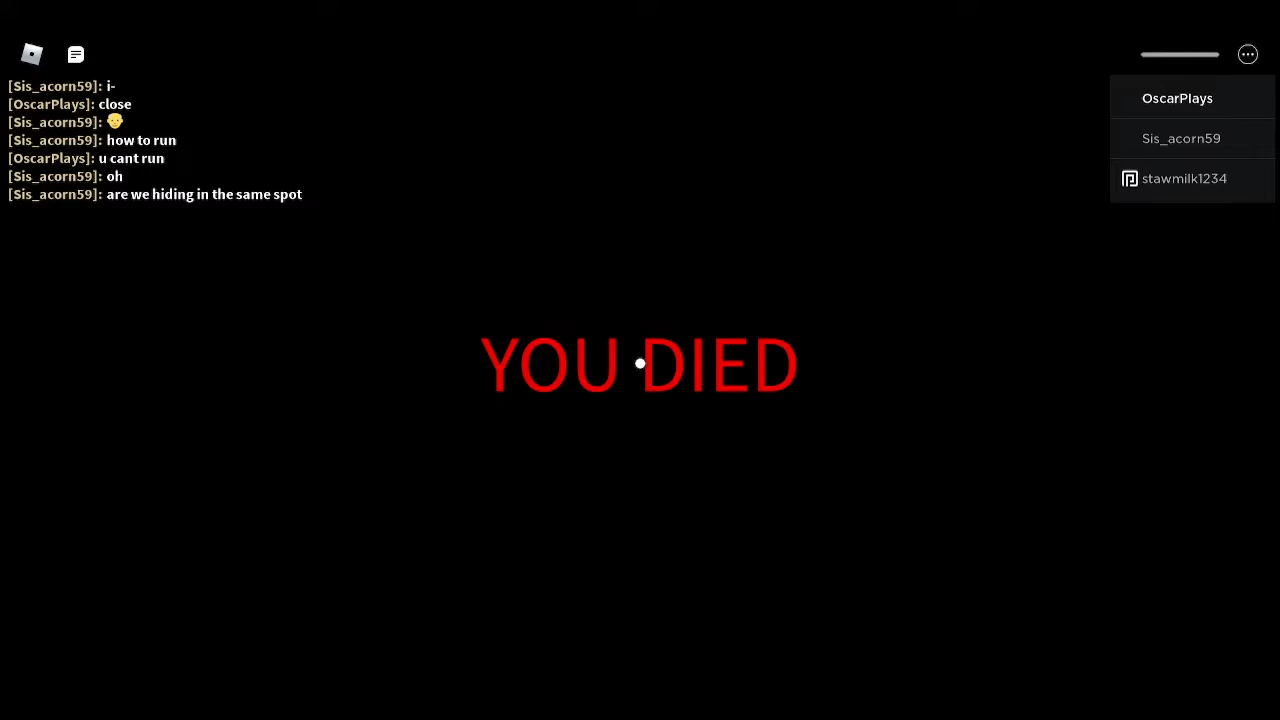 [Sis_acorn59]: i-
[OscarPlays]: close
[Sis_acorn59]: 👴
[Sis_acorn59]: how to run
[OscarPlays]: u cant run
[Sis_acorn59]: oh
[Sis_acorn59]: are we hiding in the same spot
OscarPlays
Sis_acorn59
stawmilk1234
YOU DIED